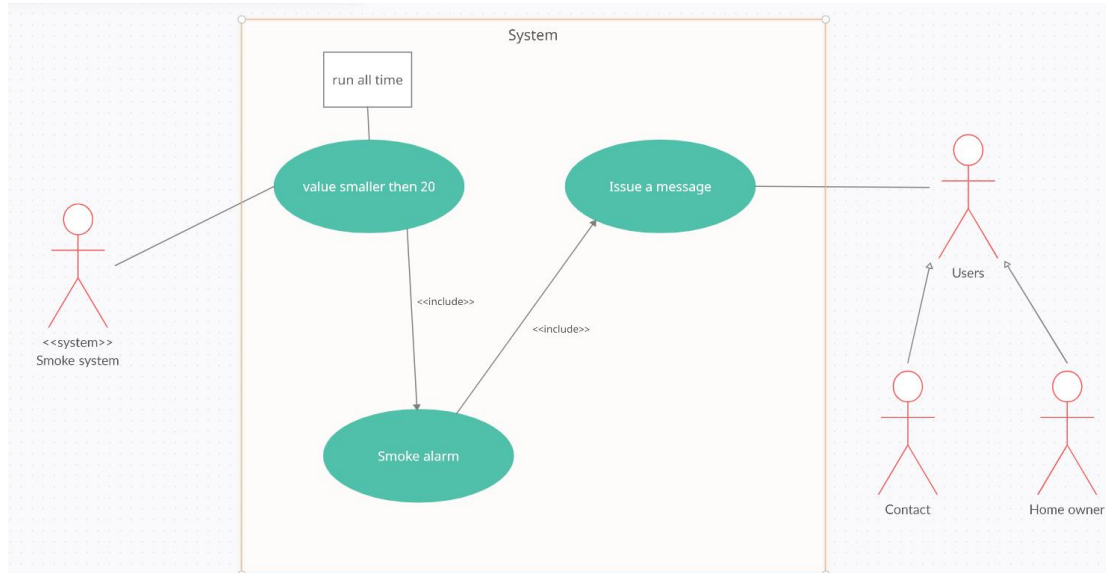 System
run all time
value smaller then 20
Issue a message
Users
<<include>>
<<include>>
<<system>>
Smoke system
Smoke alarm
Contact
Home owner